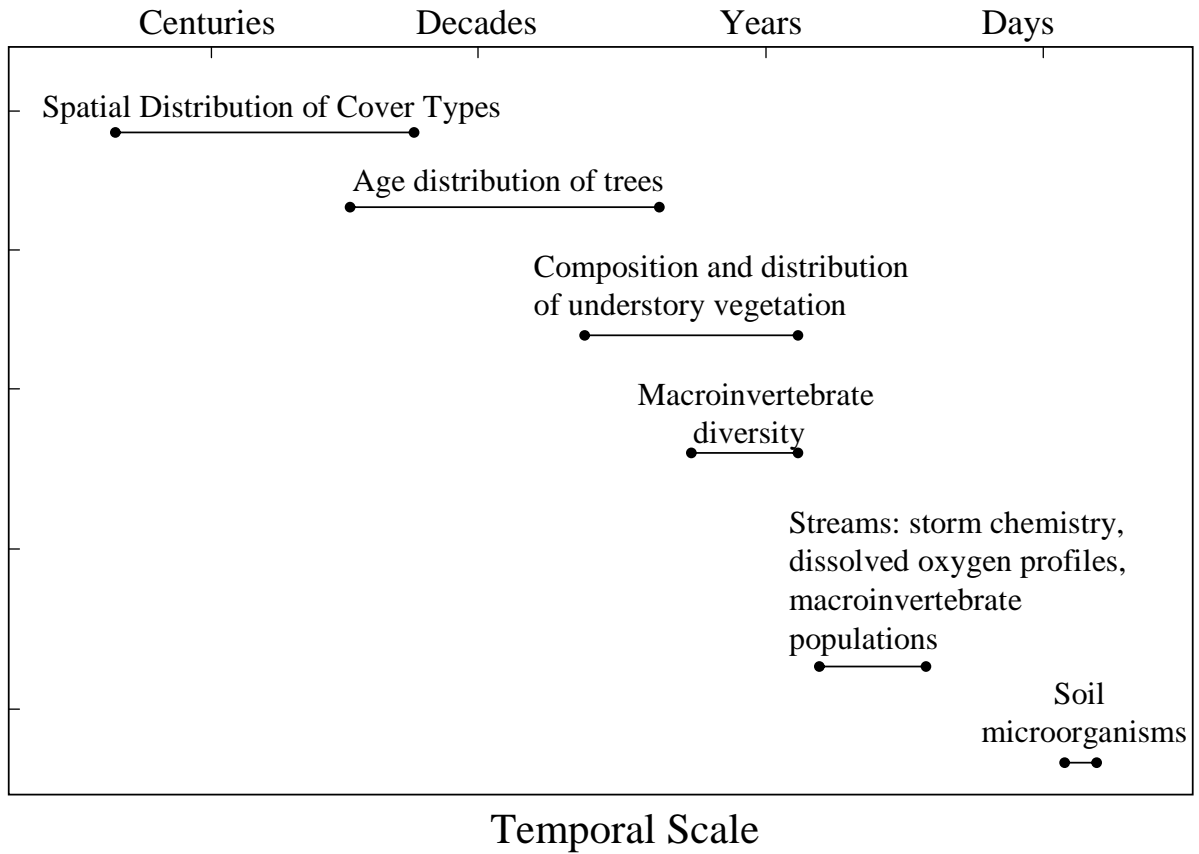 Centuries Decades Years Days
Spatial Distribution of Cover Types
Age distribution of trees
Composition and distribution
of understory vegetation
Macroinvertebrate
diversity
Streams: storm chemistry,
dissolved oxygen profiles,
macroinvertebrate
populations
Soil
microorganisms
Temporal Scale